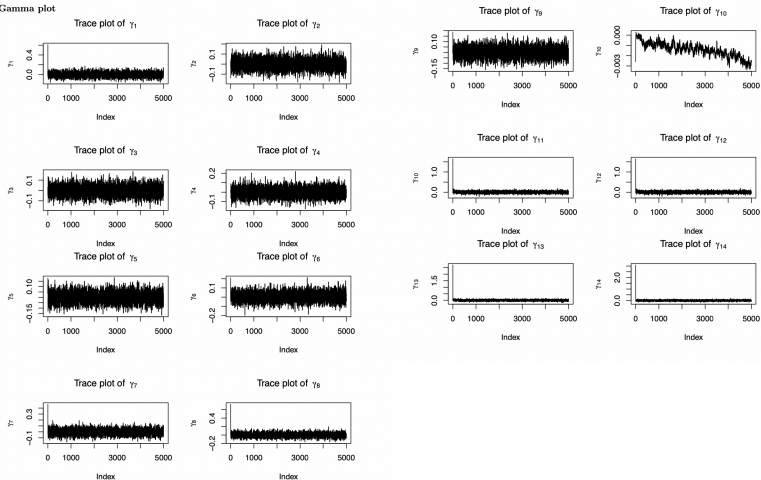 Gamma plot
Trace plot of γ1
γ1
0.0 0.4
0 1000 3000 5000
Index
Trace plot of γ2
γ2
−0.1 0.1
0 1000 3000 5000
Index
Trace plot of γ3
γ3
−0.1 0.1
0 1000 3000 5000
Index
Trace plot of γ4
γ4
−0.1 0.2
0 1000 3000 5000
Index
Trace plot of γ5
γ5
−0.15 0.10
0 1000 3000 5000
Index
Trace plot of γ6
γ6
−0.2 0.1
0 1000 3000 5000
Index
Trace plot of γ7
γ7
−0.1 0.3
0 1000 3000 5000
Index
Trace plot of γ8
γ8
−0.2 0.4
0 1000 3000 5000
Index
Trace plot of γ9
γ9
−0.15 0.10
0 1000 3000 5000
Index
Trace plot of γ10
γ10
−0.003 0.000
0 1000 3000 5000
Index
Trace plot of γ11
γ10
0.0 1.0
0 1000 3000 5000
Index
Trace plot of γ12
γ12
0.0 1.0
0 1000 3000 5000
Index
Trace plot of γ13
γ13
0.0 1.5
0 1000 3000 5000
Index
Trace plot of γ14
γ14
0.0 2.0
0 1000 3000 5000
Index